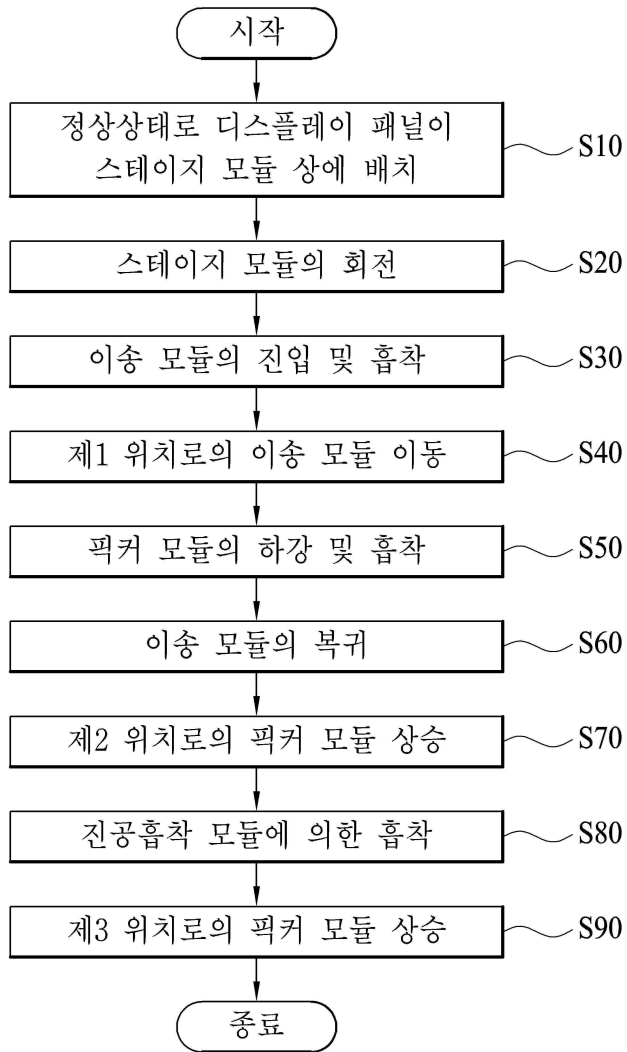 시작
정상상태로 디스플레이 패널이
스테이지 모듈 상에 배치
S10
스테이지 모듈의 회전
S20
이송 모듈의 진입 및 흡착
S30
제1 위치로의 이송 모듈 이동
S40
픽커 모듈의 하강 및 흡착
S50
이송 모듈의 복귀
S60
제2 위치로의 픽커 모듈 상승
S70
진공흡착 모듈에 의한 흡착
S80
제3 위치로의 픽커 모듈 상승
S90
종료